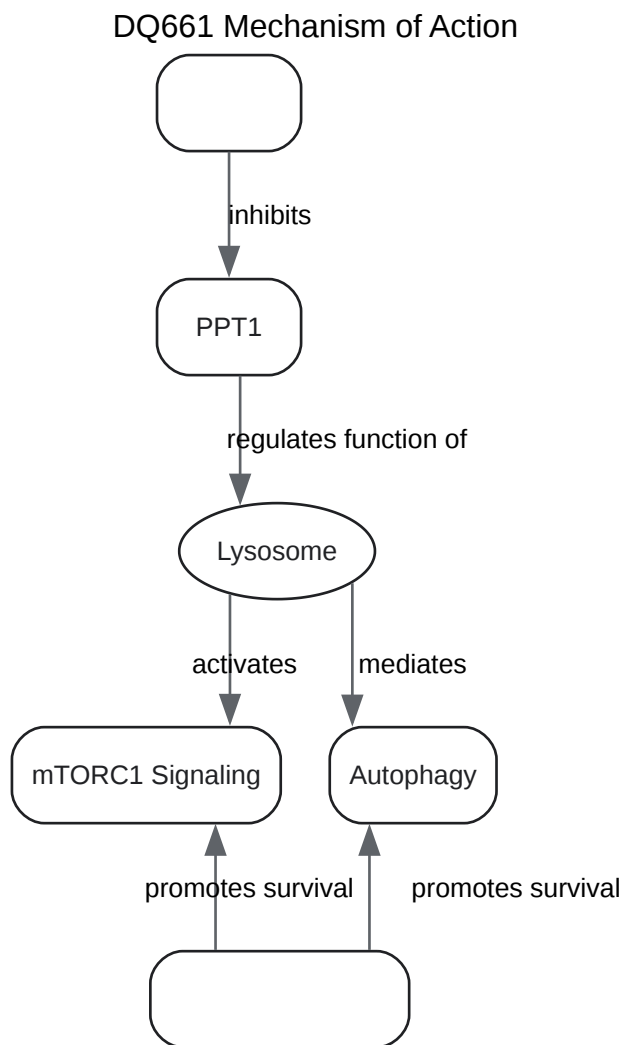 DQ661 Mechanism of Action
inhibits
PPT1
regulates function of
Lysosome
activates
mediates
mTORC1 Signaling
Autophagy
promotes survival
promotes survival